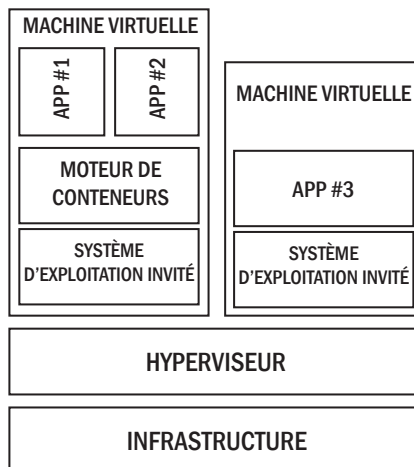 MACHINE VIRTUELLE
APP #1
APP #2
MOTEUR DE
CONTENEURS
SYSTÈME
D'EXPLOITATION INVITÉ
MACHINE VIRTUELLE
APP #3
SYSTÈME
D'EXPLOITATION INVITÉ
HYPERVISEUR
INFRASTRUCTURE